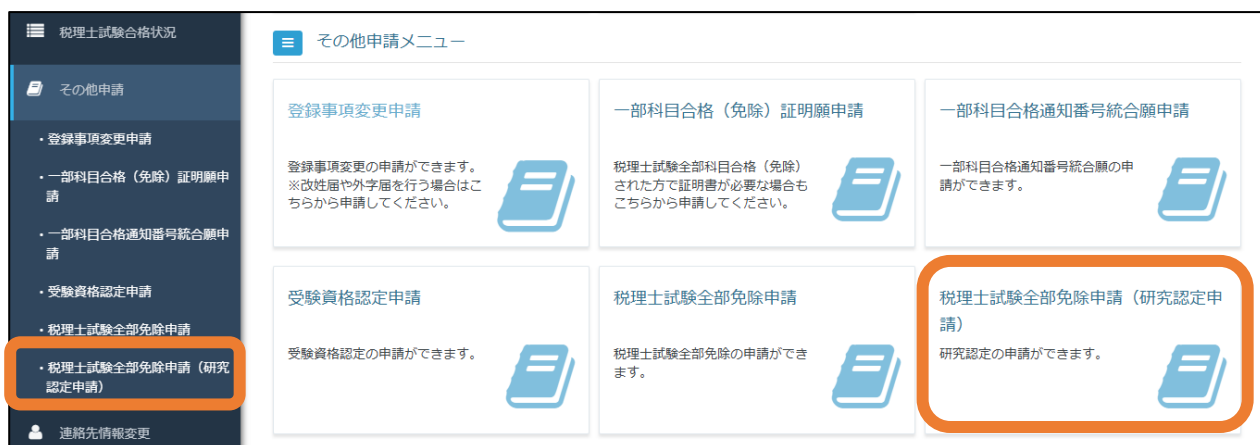 税理士試験合格状況
その他申請
・登録事項変更申請
・一部科目合格（免除）証明願申
請
・一部科目合格通知番号統合願申
請
・受験資格認定申請
・税理士試験全部免除申請
・税理士試験全部免除申請（研究
認定申請）
連絡先情報変更
その他申請メニュー
登録事項変更申請
登録事項変更の申請ができます。
※改姓届や外字届を行う場合はこ
ちらから申請してください。
一部科目合格（免除）証明願申請
税理士試験全部科目合格（免除）
された方で証明書が必要な場合も
こちらから申請してください。
一部科目合格通知番号統合願申請
一部科目合格通知番号統合願の申
請ができます。
受験資格認定申請
受験資格認定の申請ができます。
税理士試験全部免除申請
税理士試験全部免除の申請ができ
ます。
税理士試験全部免除申請（研究認定申
請）
研究認定の申請ができます。